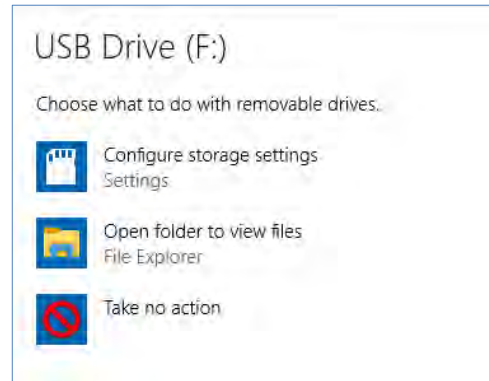 USB Drive (F:)
Choose what to do with removable drives.
Configure storage settings
Settings
Open folder to view files
File Explorer
Take no action